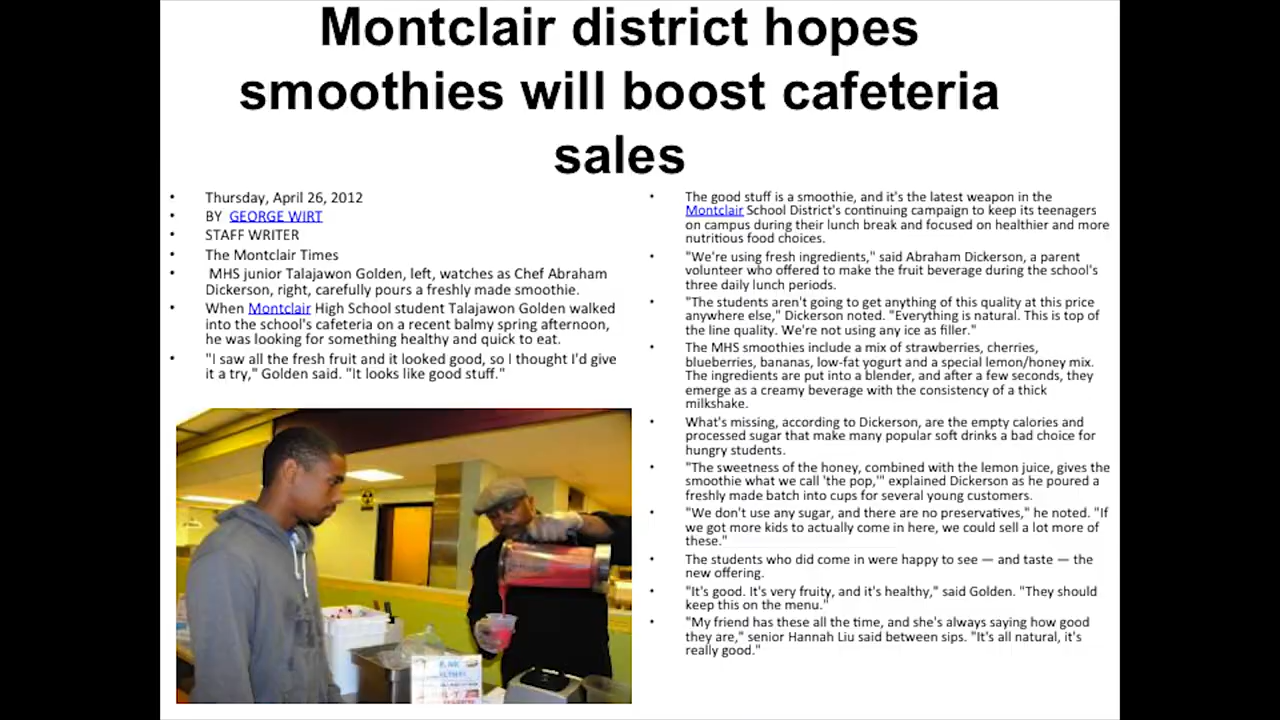 Montclair district hopes
smoothies will boost cafeteria
sales
• Thursday, April 26, 2012
• BY GEORGE WIRT
• STAFF WRITER
• The Montclair Times
• MHS junior Talajawon Golden, left, watches as Chef Abraham
Dickerson, right, carefully pours a freshly made smoothie.
• When Montclair High School student Talajawon Golden walked
into the school's cafeteria on a recent balmy spring afternoon,
he was looking for something healthy and quick to eat.
• "I saw all the fresh fruit and it looked good, so I thought I'd give
it a try," Golden said. "It looks like good stuff."
• The good stuff is a smoothie, and it's the latest weapon in the
Montclair School District's continuing campaign to keep its teenagers
on campus during their lunch break and focused on healthier and more
nutritious food choices.
• "We're using fresh ingredients," said Abraham Dickerson, a parent
volunteer who offered to make the fruit beverage during the school's
three daily lunch periods.
• "The students aren't going to get anything of this quality at this price
anywhere else," Dickerson noted. "Everything is natural. This is top of
the line quality. We're not using any ice as filler."
• The MHS smoothies include a mix of strawberries, cherries,
blueberries, bananas, low-fat yogurt and a special lemon/honey mix.
The ingredients are put into a blender, and after a few seconds, they
emerge as a creamy beverage with the consistency of a thick
milkshake.
• What's missing, according to Dickerson, are the empty calories and
processed sugar that make many popular soft drinks a bad choice for
hungry students.
• "The sweetness of the honey, combined with the lemon juice, gives the
smoothie what we call 'the pop,'" explained Dickerson as he poured a
freshly made batch into cups for several young customers.
• "We don't use any sugar, and there are no preservatives," he noted. "If
we got more kids to actually come in here, we could sell a lot more of
these."
• The students who did come in were happy to see — and taste — the
new offering.
• "It's good. It's very fruity, and it's healthy," said Golden. "They should
keep this on the menu."
• "My friend has these all the time, and she's always saying how good
they are," senior Hannah Liu said between sips. "It's all natural, it's
really good."